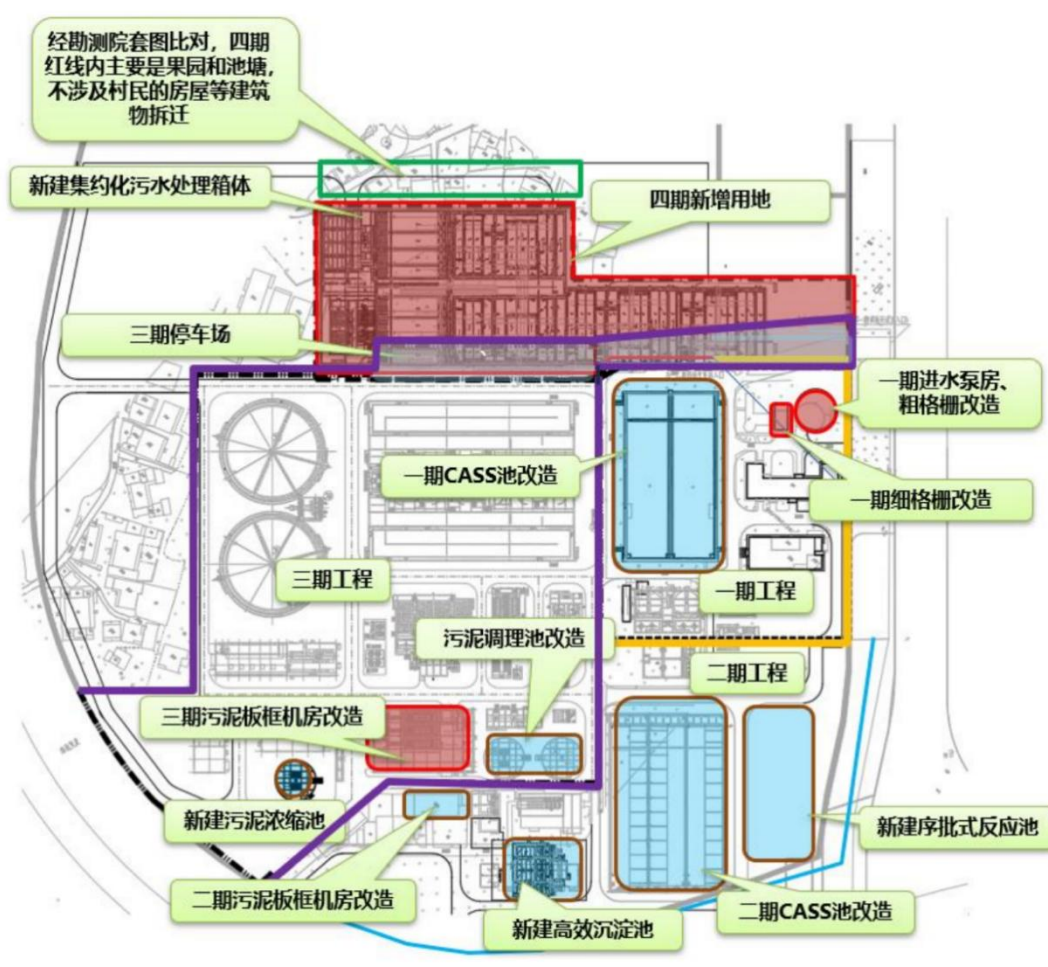 经勘测院套图比对，四期
红线内主要是果园和池塘，
不涉及村民的房屋等建筑
物拆迁
新建集约化污水处理箱体
四期新增用地
三期停车场
一期进水泵房、
粗格栅改造
一期CASS池改造
一期细格栅改造
三期工程
一期工程
污泥调理池改造
二期工程
三期污泥板框机房改造
新建污泥浓缩池
新建序批式反应池
二期污泥板框机房改造
新建高效沉淀池
二期CASS池改造